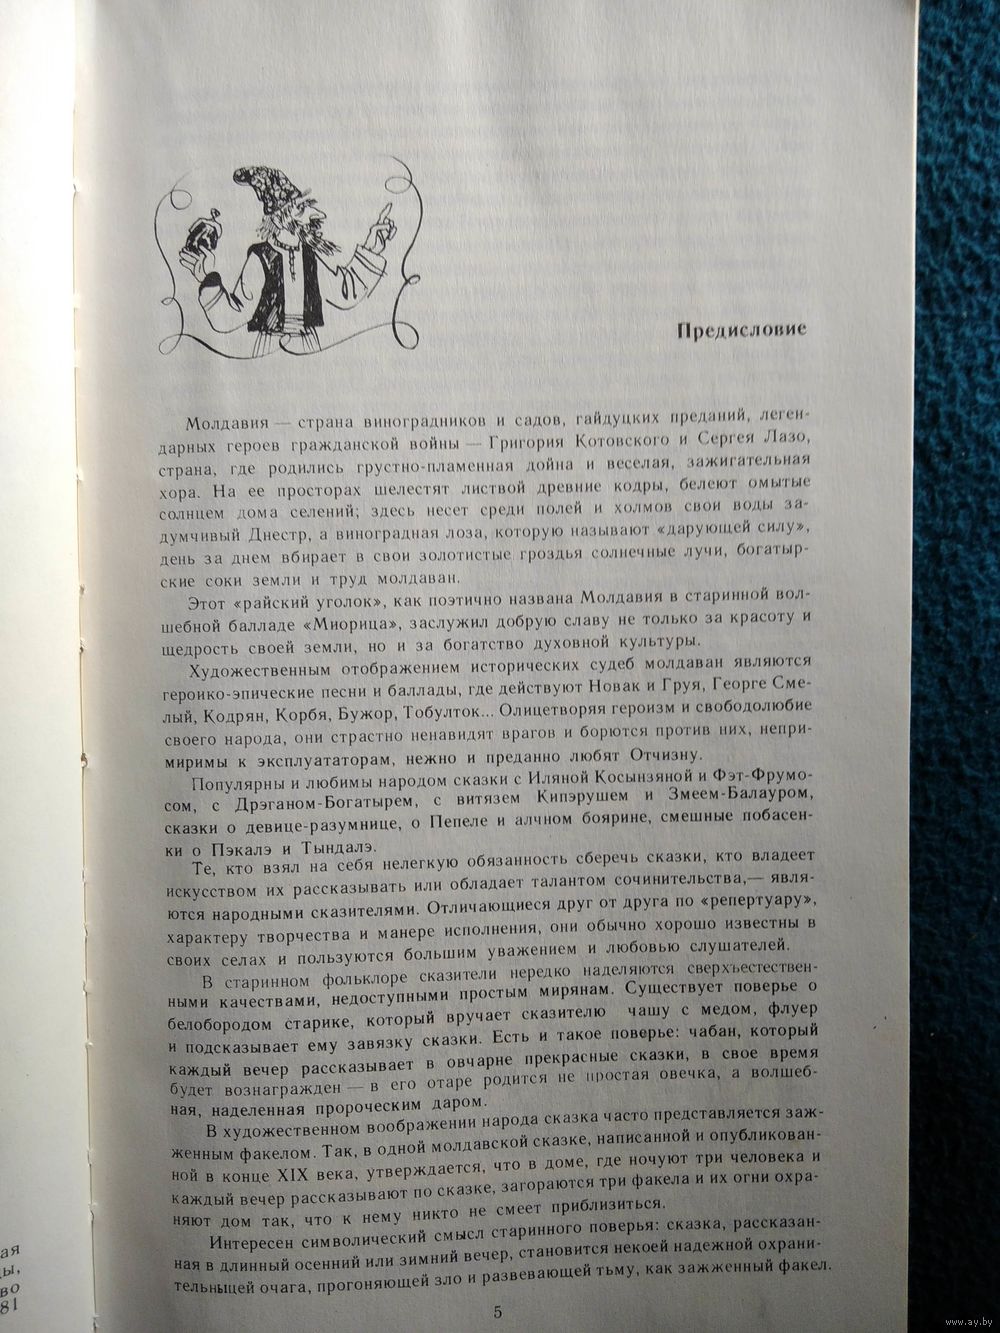 Предисловие
Молдавия — страна виноградников и садов, гайдуцких преданий, леген-
дарных героев гражданской войны — Григория Котовского и Сергея Лазо,
страна, где родились грустно-пламенная дойна и веселая, зажигательная
хора. На ее просторах шелестят листвой древние кодры, белеют омытые
солнцем дома селений; здесь несет среди полей и холмов свои воды за-
думчивый Днестр, а виноградная лоза, которую называют «дарующей силу»,
день за днем вбирает в свои золотистые гроздья солнечные лучи, богатыр-
ские соки земли и труд молдаван.
Этот «райский уголок», как поэтично названа Молдавия в старинной вол-
шебной балладе «Миорица», заслужил добрую славу не только за красоту и
щедрость своей земли, но и за богатство духовной культуры.
Художественным отображением исторических судеб молдаван являются
героико-эпические песни и баллады, где действуют Новак и Груя, Георге Сме-
лый, Кодрян, Корбя, Бужор, Тобулток... Олицетворяя героизм и свободолюбие
своего народа, они страстно ненавидят врагов и борются против них, непри-
миримы к эксплуататорам, нежно и преданно любят Отчизну.
Популярны и любимы народом сказки с Иляной Косынзяной и Фэт-Фрумо-
сом, с Дрэганом-Богатырем, с витязем Кипэрушем и Змеем-Балауром,
сказки о девице-разумнице, о Пепеле и алчном боярине, смешные побасен-
ки о Пэкалэ и Тындалэ.
Те, кто взял на себя нелегкую обязанность сберечь сказки, кто владеет
искусством их рассказывать или обладает талантом сочинительства,— явля-
ются народными сказителями. Отличающиеся друг от друга по «репертуару»,
характеру творчества и манере исполнения, они обычно хорошо известны в
своих селах и пользуются большим уважением и любовью слушателей.
В старинном фольклоре сказители нередко наделяются сверхъестествен-
ными качествами, недоступными простым мирянам. Существует поверье о
белобородом старике, который вручает сказителю чашу с медом, флуер
и подсказывает ему завязку сказки. Есть и такое поверье: чабан, который
каждый вечер рассказывает в овчарне прекрасные сказки, в свое время
будет вознагражден — в его отаре родится не простая овечка, а волшеб-
ная, наделенная пророческим даром.
В художественном воображении народа сказка часто представляется заж-
женным факелом. Так, в одной молдавской сказке, написанной и опубликован-
ной в конце XIX века, утверждается, что в доме, где ночуют три человека и
каждый вечер рассказывают по сказке, загораются три факела и их огни охра-
няют дом так, что к нему никто не смеет приблизиться.
Интересен символический смысл старинного поверья: сказка, рассказан-
ная в длинный осенний или зимний вечер, становится некоей надежной охрани-
тельницей очага, прогоняющей зло и развевающей тьму, как зажженный факел.
5
ая
ды,
во
81
www.ay.by